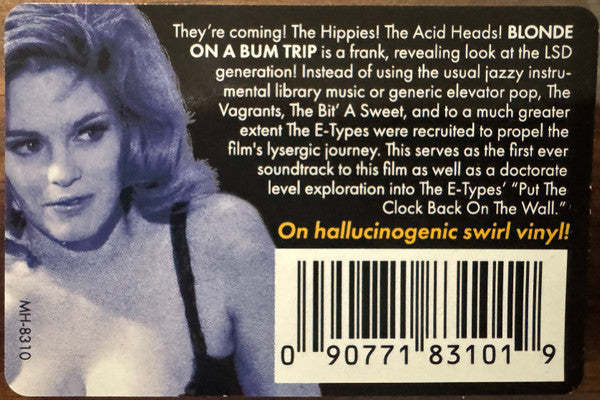 They're coming! The Hippies! The Acid Heads! BLONDE
ON A BUM TRIP is a frank, revealing look at the LSD
generation! Instead of using the usual jazzy instru-
mental library music or generic elevator pop, The
Vagrants, The Bit' A Sweet, and to a much greater
extent The E-Types were recruited to propel the
film's lysergic journey. This serves as the first ever
soundtrack to this film as well as a doctorate
level exploration into The E-Types' "Put The
Clock Back On The Wall."
On hallucinogenic swirl vinyl!
MH-8310
0 90771 83101 9